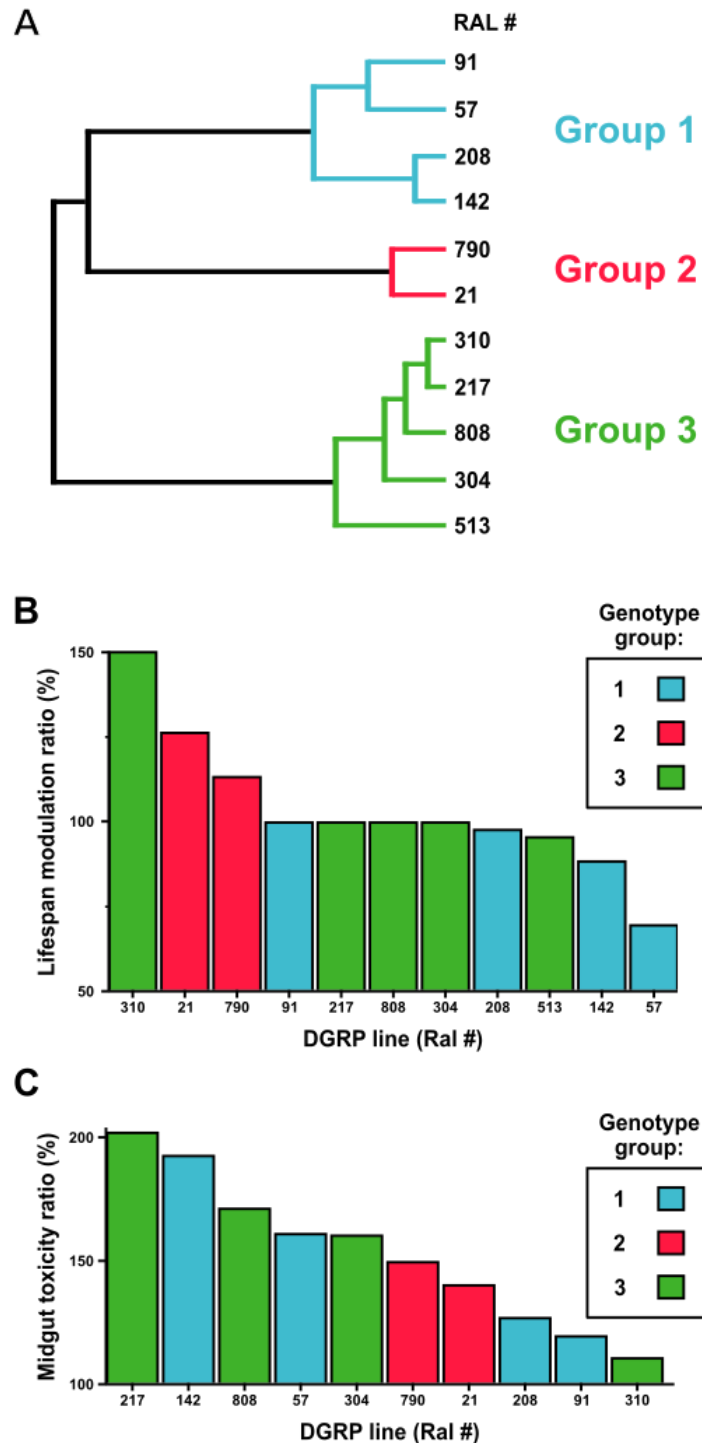 A
RAL #
91
57
208
142
790
21
310
217
808
304
513
Group 1
Group 2
Group 3
B
Lifespan modulation ratio (%)
150
100
50
310 21 790 91 217 808 304 208 513 142 57
DGRP line (Ral #)
Genotype
group:
1
2
3
C
Midgut toxicity ratio (%)
200
150
100
217 142 808 57 304 790 21 208 91 310
DGRP line (Ral #)
Genotype
group:
1
2
3